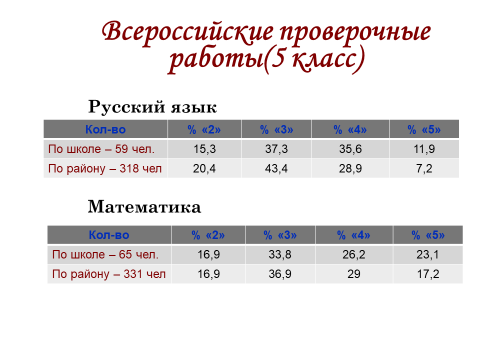 Всероссийские проверочные
работы(5 класс)
Русский язык
Кол-во % «2» % «3» % «4» % «5»
По школе – 59 чел. 15,3 37,3 35,6 11,9
По району – 318 чел 20,4 43,4 28,9 7,2
Математика
Кол-во % «2» % «3» % «4» % «5»
По школе – 65 чел. 16,9 33,8 26,2 23,1
По району – 331 чел 16,9 36,9 29 17,2